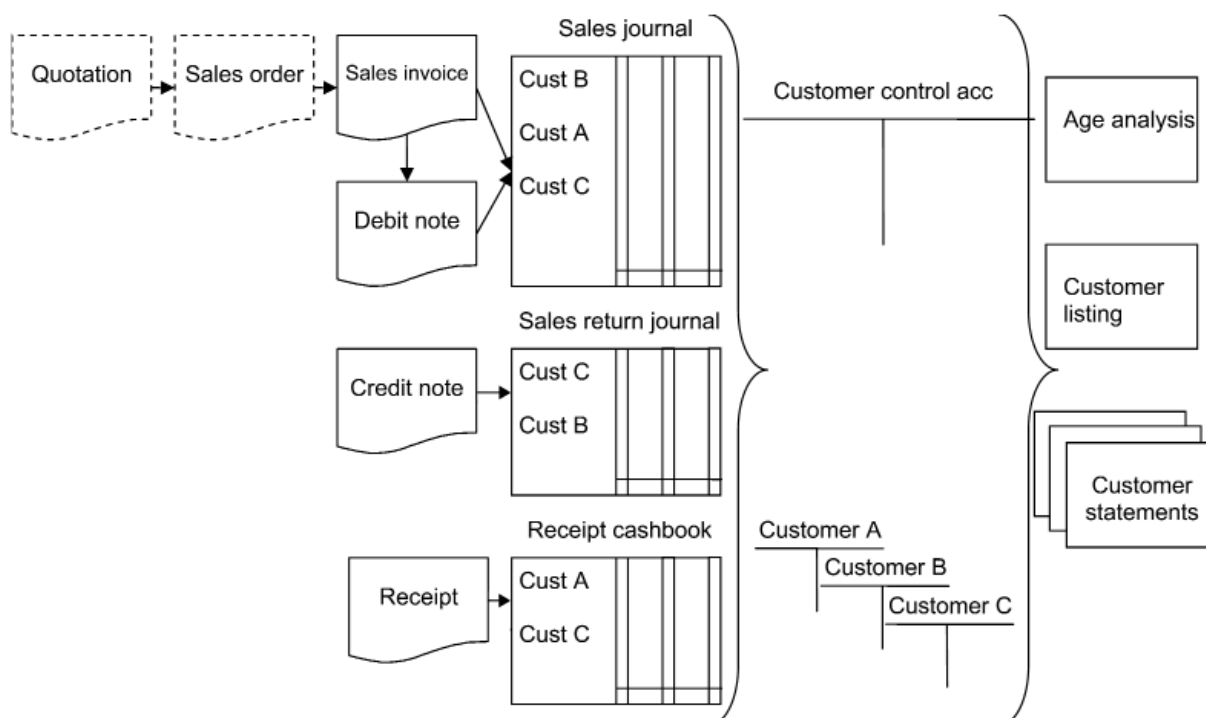 Quotation
Sales order
Sales invoice
Debit note
Sales journal
Cust B
Cust A
Cust C
Customer control acc
Age analysis
Customer
listing
Credit note
Sales return journal
Cust C
Cust B
Receipt
Receipt cashbook
Cust A
Cust C
Customer A
Customer B
Customer C
Customer
statements